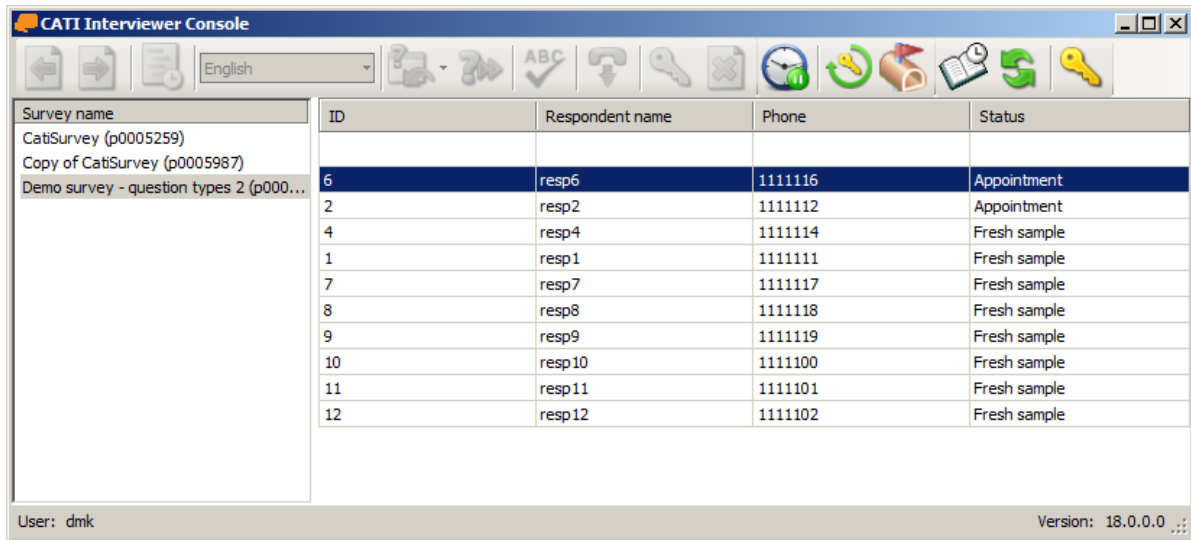 CATI Interviewer Console
English
ABC
Survey name
CatiSurvey (p0005259)
Copy of CatiSurvey (p0005987)
Demo survey - question types 2 (p000...
ID Respondent name Phone Status
6 resp6 1111116 Appointment
2 resp2 1111112 Appointment
4 resp4 1111114 Fresh sample
1 resp1 1111111 Fresh sample
7 resp7 1111117 Fresh sample
8 resp8 1111118 Fresh sample
9 resp9 1111119 Fresh sample
10 resp10 1111100 Fresh sample
11 resp11 1111101 Fresh sample
12 resp12 1111102 Fresh sample
User: dmk Version: 18.0.0.0